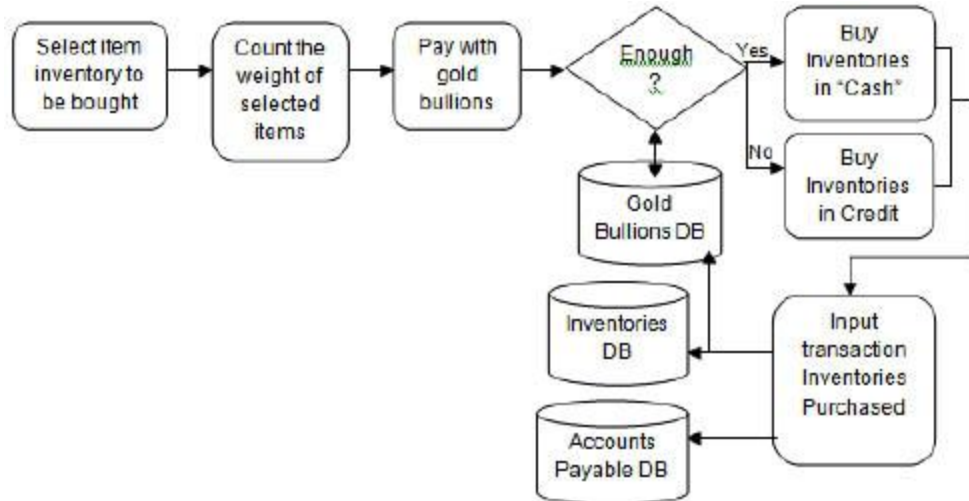 Select item
inventory to
be bought
Count the
weight of
selected
items
Pay with
gold
bullions
Enough
?
Yes
No
Buy
Inventories
in "Cash"
Buy
Inventories
in Credit
Gold
Bullions DB
Inventories
DB
Accounts
Payable DB
Input
transaction
Inventories
Purchased